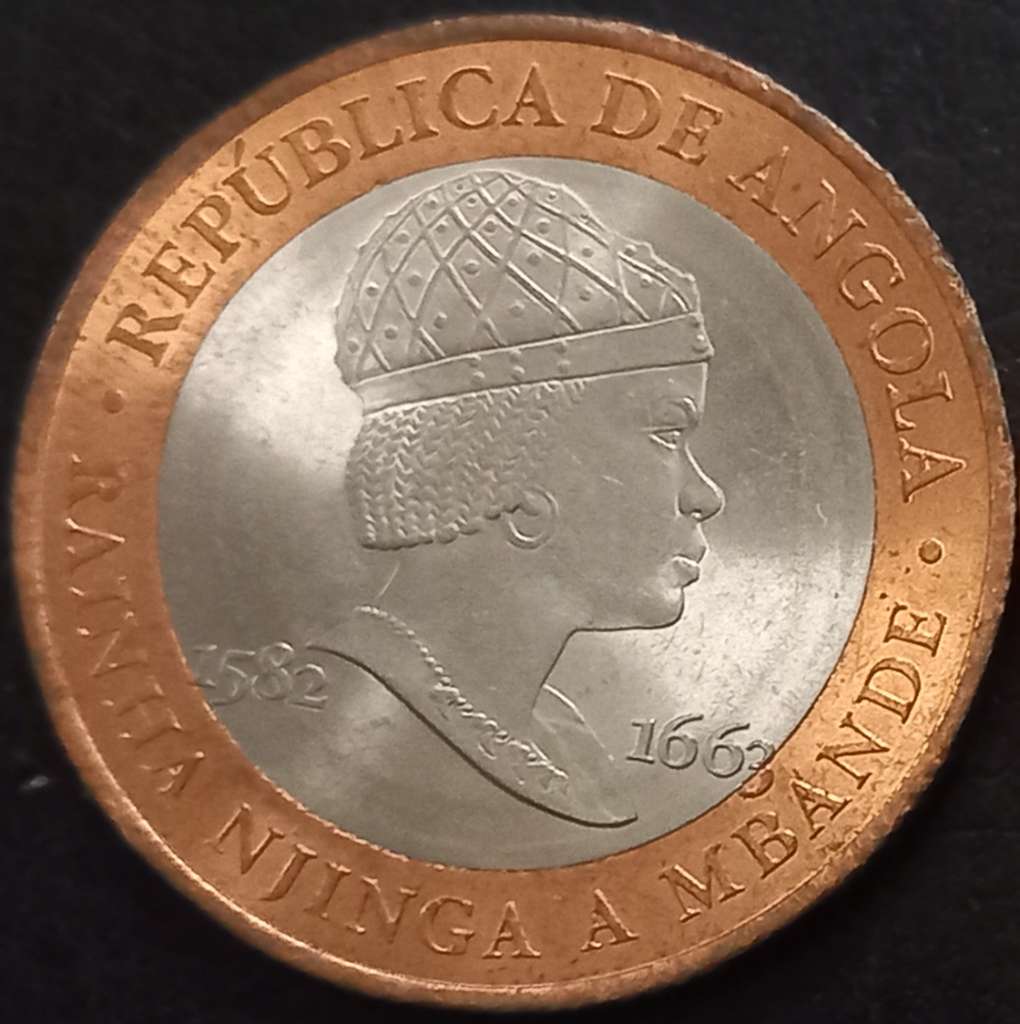 REPÚBLICA DE ANGOLA
RAINHA NJINGA A MBANDE
1582
1663